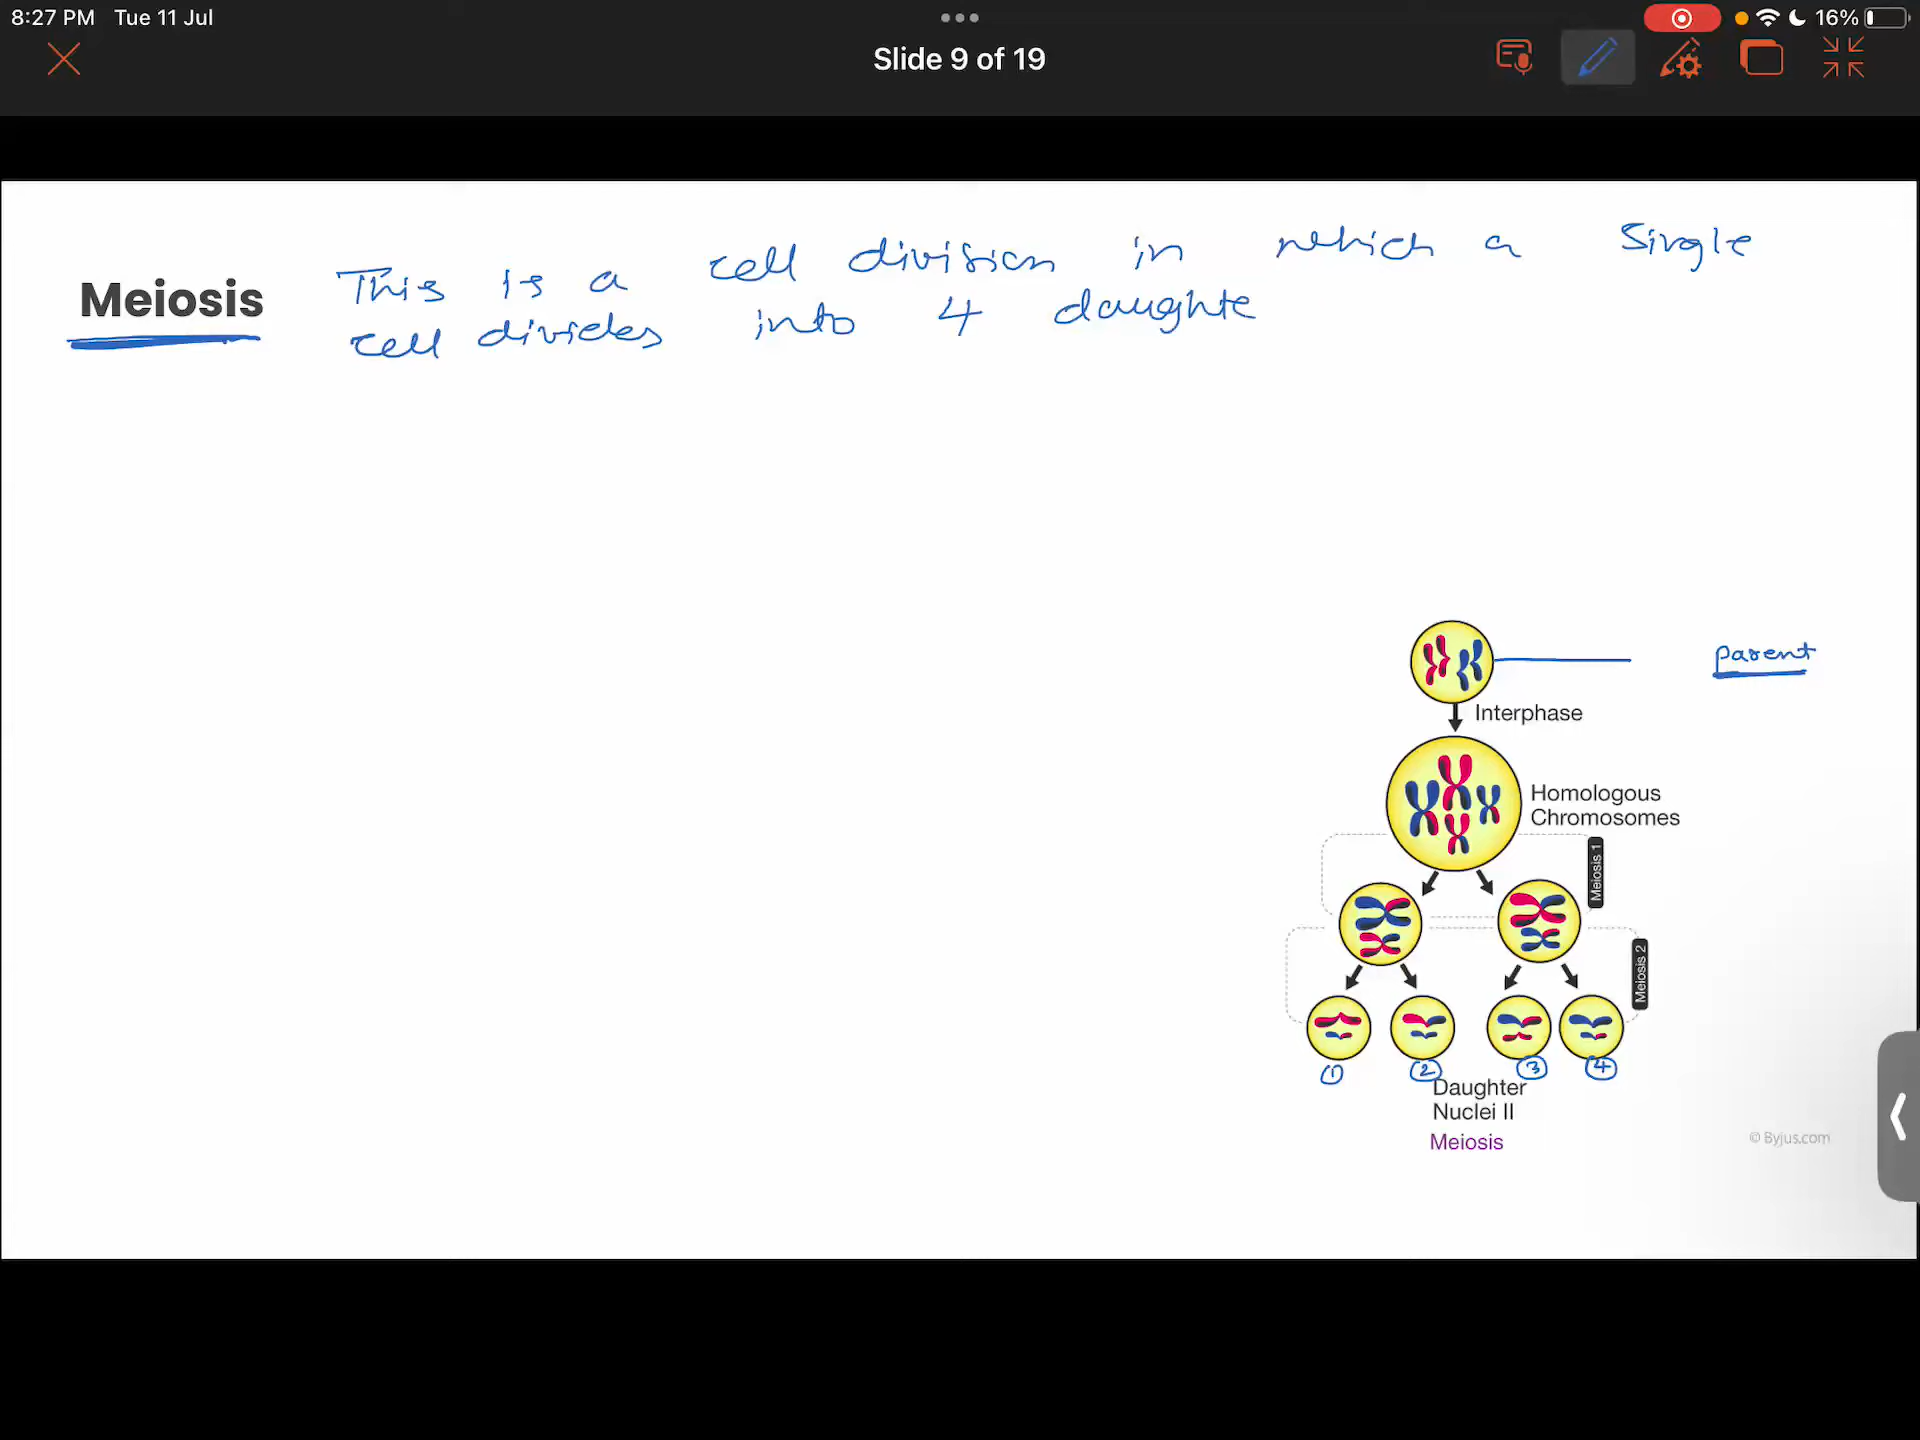 8:27 PM Tue 11 Jul
16%
Slide 9 of 19
Meiosis
This is a cell division in which a single
cell divides into 4 daughte
parent
Interphase
Homologous
Chromosomes
Meiosis 1
Meiosis 2
1 2 3 4
Daughter
Nuclei II
Meiosis
© Byjus.com